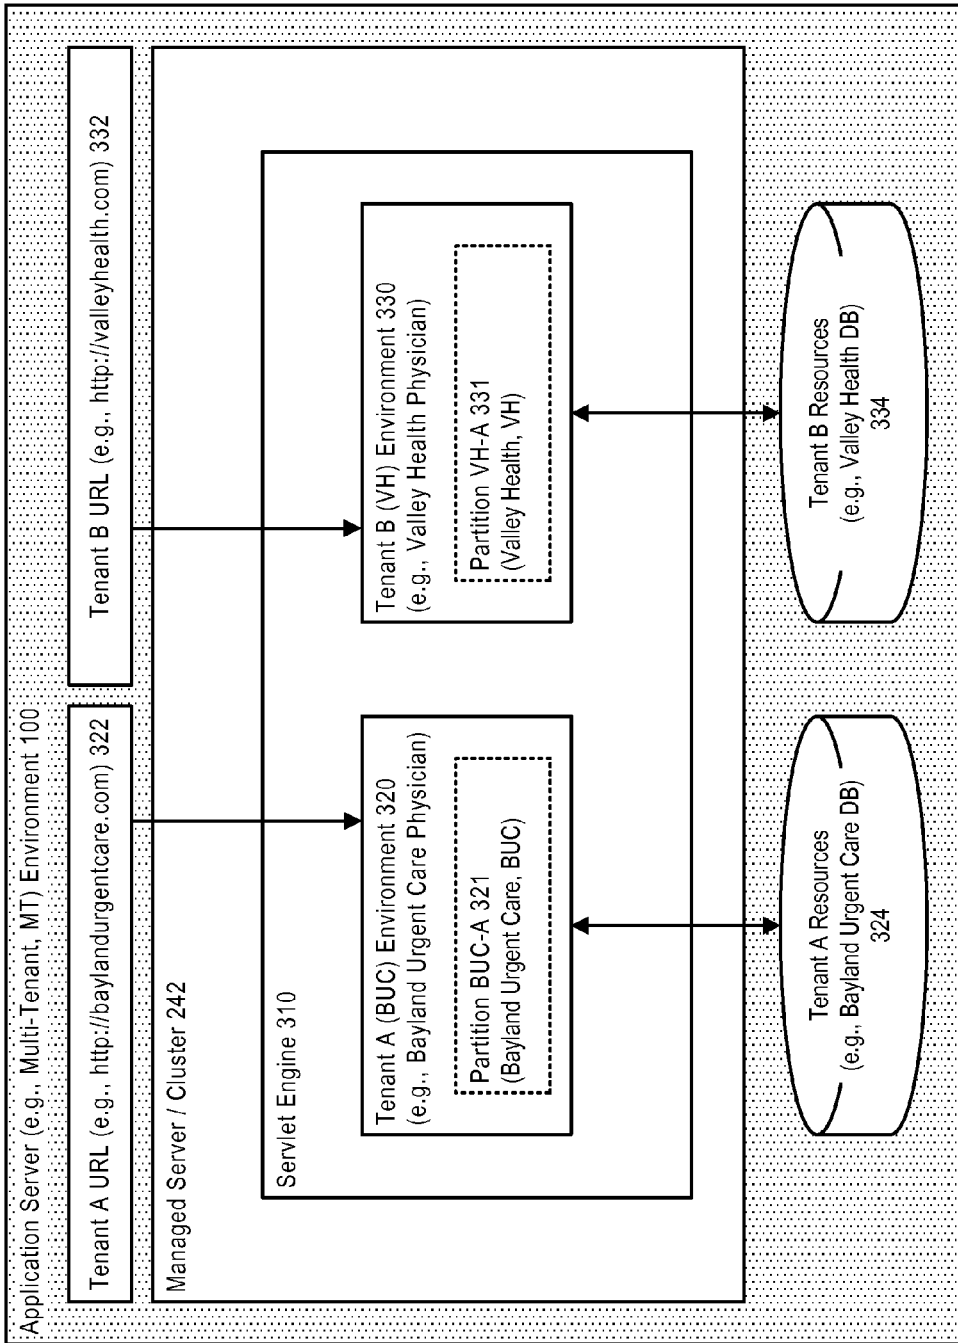 Application Server (e.g., Multi-Tenant, MT) Environment 100
Tenant A URL (e.g., http://baylandurgentcare.com) 322
Tenant B URL (e.g., http://valleyhealth.com) 332
Managed Server / Cluster 242
Servlet Engine 310
Tenant A (BUC) Environment 320
(e.g., Bayland Urgent Care Physician)
Partition BUC-A 321
(Bayland Urgent Care, BUC)
Tenant B (VH) Environment 330
(e.g., Valley Health Physician)
Partition VH-A 331
(Valley Health, VH)
Tenant A Resources
(e.g., Bayland Urgent Care DB)
324
Tenant B Resources
(e.g., Valley Health DB)
334